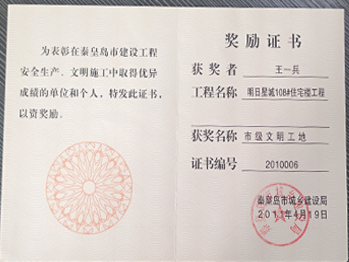 为表彰在秦皇岛市建设工程
安全生产、文明施工中取得优异
成绩的单位和个人，特发此证书，
以资奖励。
奖励证书
获奖者 王一兵
工程名称 明日星城108#住宅楼工程
获奖名称 市级文明工地
证书编号 2010006
秦皇岛市城乡建设局
2011年4月19日